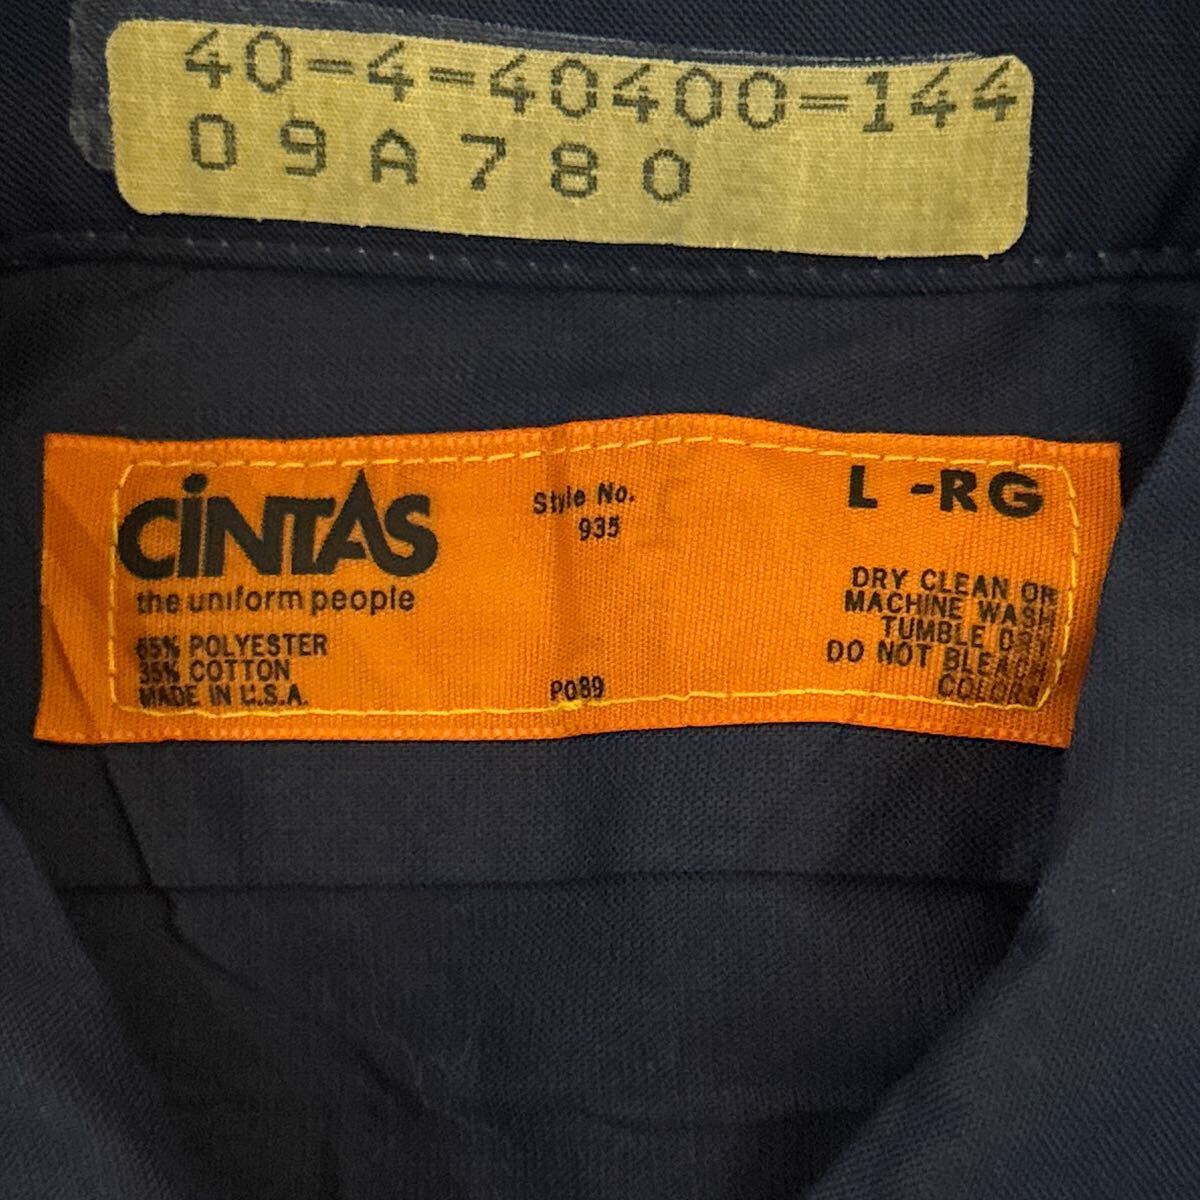 40-4-40400-144
09A780
CINTAS
the uniform people
65% POLYESTER
35% COTTON
MADE IN U.S.A.
Style No.
935
P089
L -RG
DRY CLEAN OR
MACHINE WASH
TUMBLE DRY
DO NOT BLEACH
COLORS